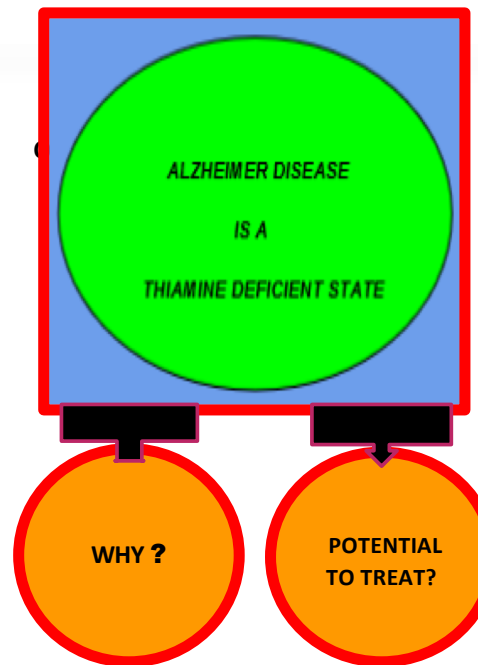 ALZHEIMER DISEASE
IS A
THIAMINE DEFICIENT STATE
WHY ?
POTENTIAL
TO TREAT?